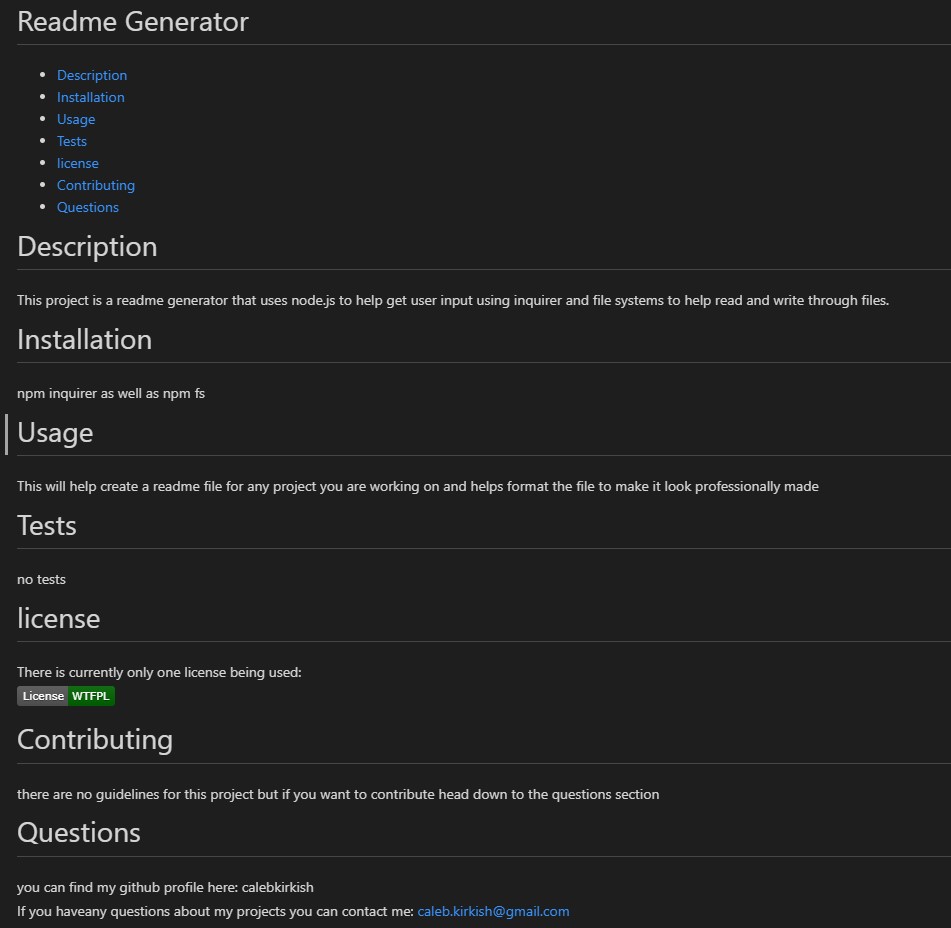 Readme Generator
Description
Installation
Usage
Tests
license
Contributing
Questions
Description
This project is a readme generator that uses node.js to help get user input using inquirer and file systems to help read and write through files.
Installation
npm inquirer as well as npm fs
Usage
This will help create a readme file for any project you are working on and helps format the file to make it look professionally made
Tests
no tests
license
There is currently only one license being used:
License WTFPL
Contributing
there are no guidelines for this project but if you want to contribute head down to the questions section
Questions
you can find my github profile here: calebkirkish
If you haveany questions about my projects you can contact me: caleb.kirkish@gmail.com